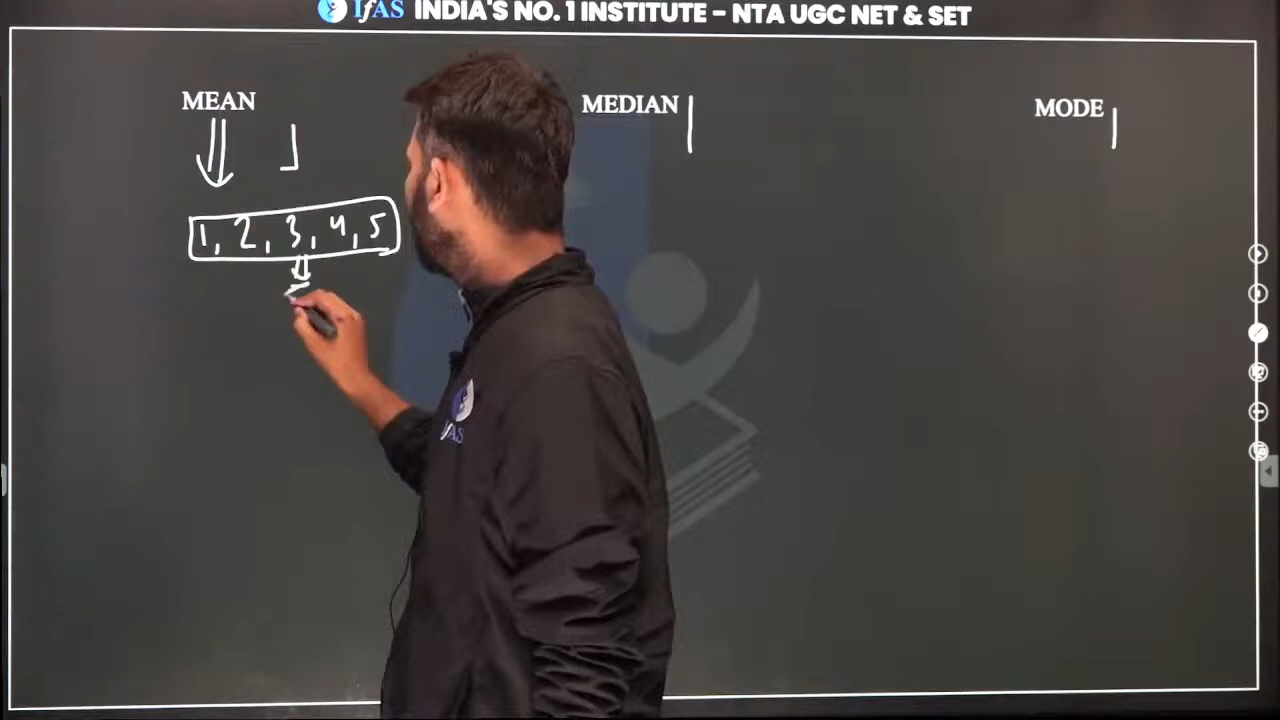 IfAS INDIA'S NO. 1 INSTITUTE - NTA UGC NET & SET
MEAN
MEDIAN
MODE
1, 2, 3, 4, 5
IfAS